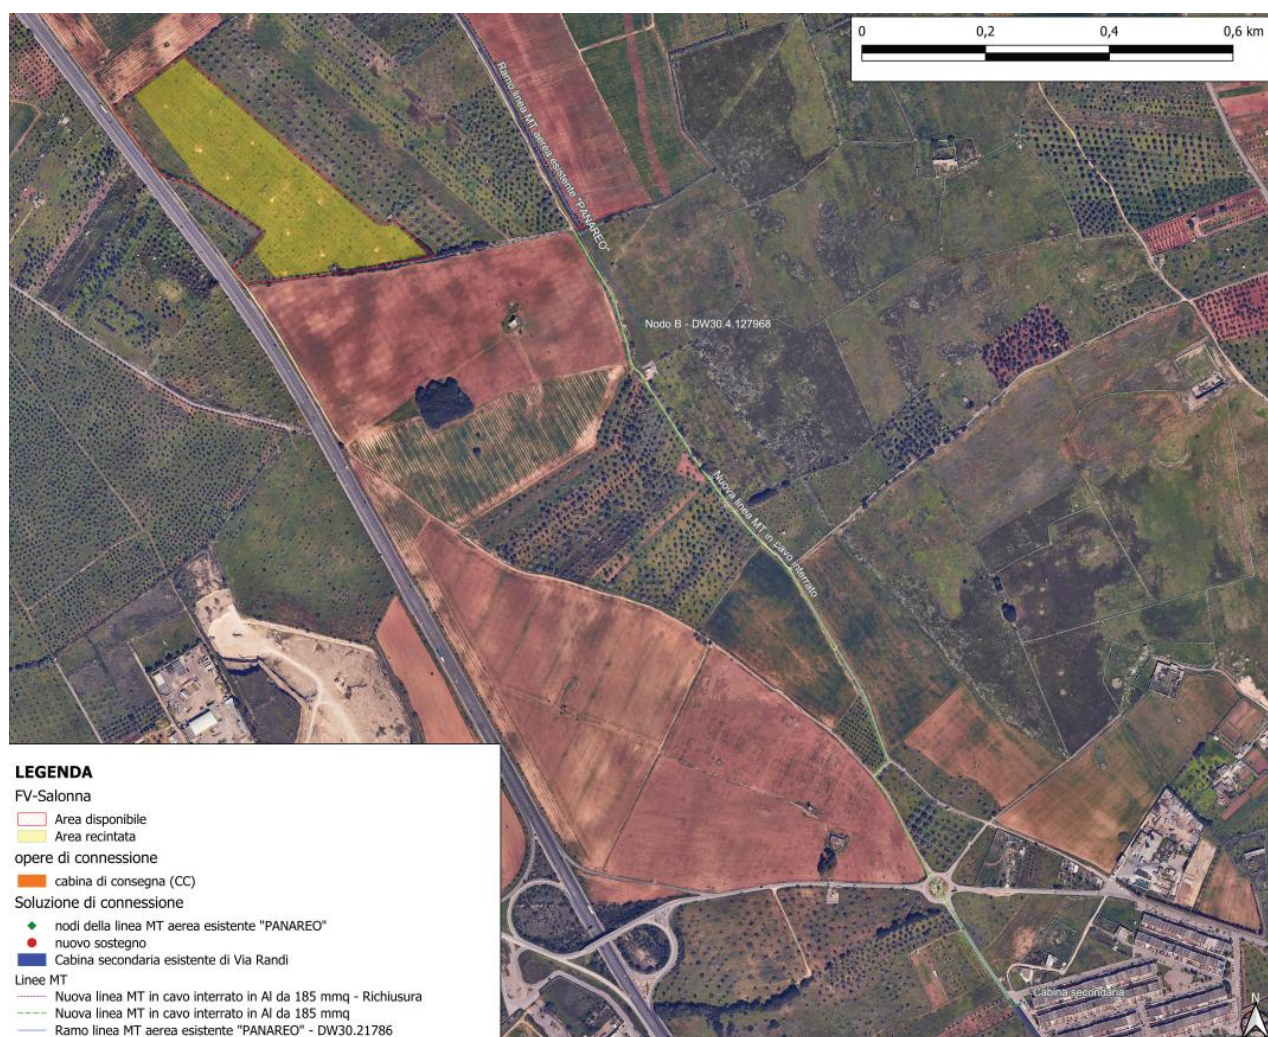 0
0,2
0,4
0,6 km
Ramo linea MT aerea esistente "PANAREO"
Nodo B - DW30.4.127968
Nuova linea MT in cavo interrato
Cabina secondaria
N
LEGENDA
FV-Salonna
Area disponibile
Area recintata
opere di connessione
cabina di consegna (CC)
Soluzione di connessione
nodi della linea MT aerea esistente "PANAREO"
nuovo sostegno
Cabina secondaria esistente di Via Randi
Linee MT
Nuova linea MT in cavo interrato in Al da 185 mmq - Richiusura
Nuova linea MT in cavo interrato in Al da 185 mmq
Ramo linea MT aerea esistente "PANAREO" - DW30.21786